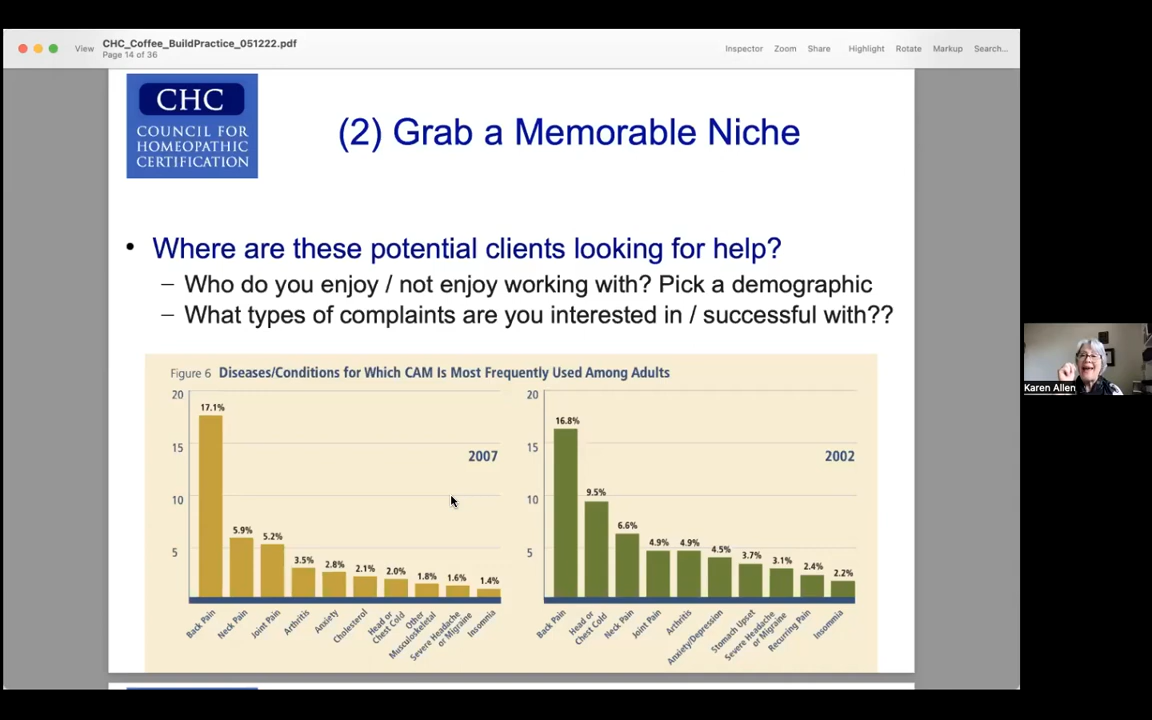 View
CHC_Coffee_BuildPractice_051222.pdf
Page 14 of 36
Inspector
Zoom
Share
Highlight
Rotate
Markup
Search...
CHC
COUNCIL FOR
HOMEOPATHIC
CERTIFICATION
(2) Grab a Memorable Niche
• Where are these potential clients looking for help?
– Who do you enjoy / not enjoy working with? Pick a demographic
– What types of complaints are you interested in / successful with??
Figure 6 Diseases/Conditions for Which CAM Is Most Frequently Used Among Adults
20
15
10
5
2007
17.1%
5.9%
5.2%
3.5%
2.8%
2.1%
2.0%
1.8%
1.6%
1.4%
Back Pain
Neck Pain
Joint Pain
Arthritis
Anxiety
Cholesterol
Head or
Chest Cold
Other
Musculoskeletal
Severe Headache
or Migraine
Insomnia
20
15
10
5
2002
16.8%
9.5%
6.6%
4.9%
4.9%
4.5%
3.7%
3.1%
2.4%
2.2%
Back Pain
Head or
Chest Cold
Neck Pain
Joint Pain
Arthritis
Anxiety/Depression
Stomach Upset
Severe Headache
or Migraine
Recurring Pain
Insomnia
Karen Allen